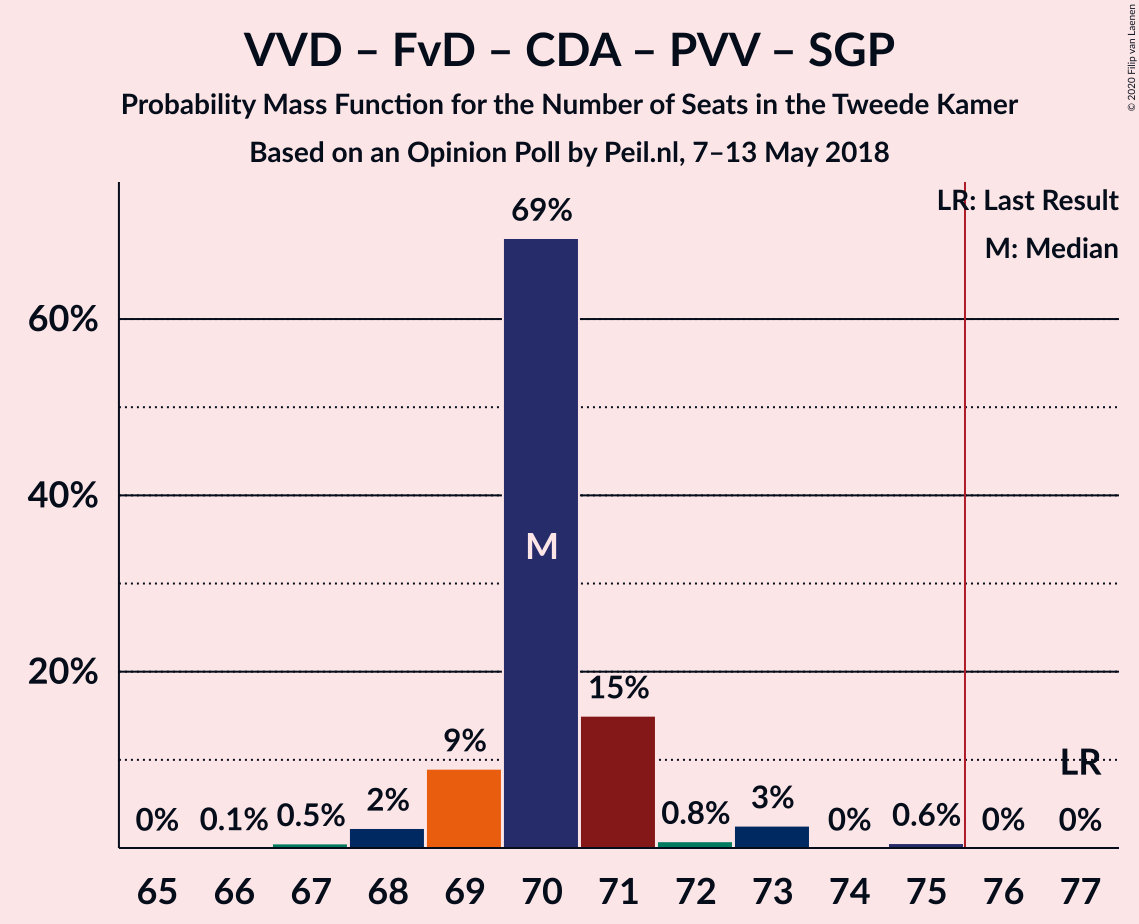 VVD – FvD – CDA – PVV – SGP
Probability Mass Function for the Number of Seats in the Tweede Kamer
Based on an Opinion Poll by Peil.nl, 7–13 May 2018
© 2020 Filip van Laenen
LR: Last Result
M: Median
60%
40%
20%
0%
0.1%
0.5%
2%
9%
69%
M
15%
0.8%
3%
0%
0.6%
0%
LR
0%
65 66 67 68 69 70 71 72 73 74 75 76 77